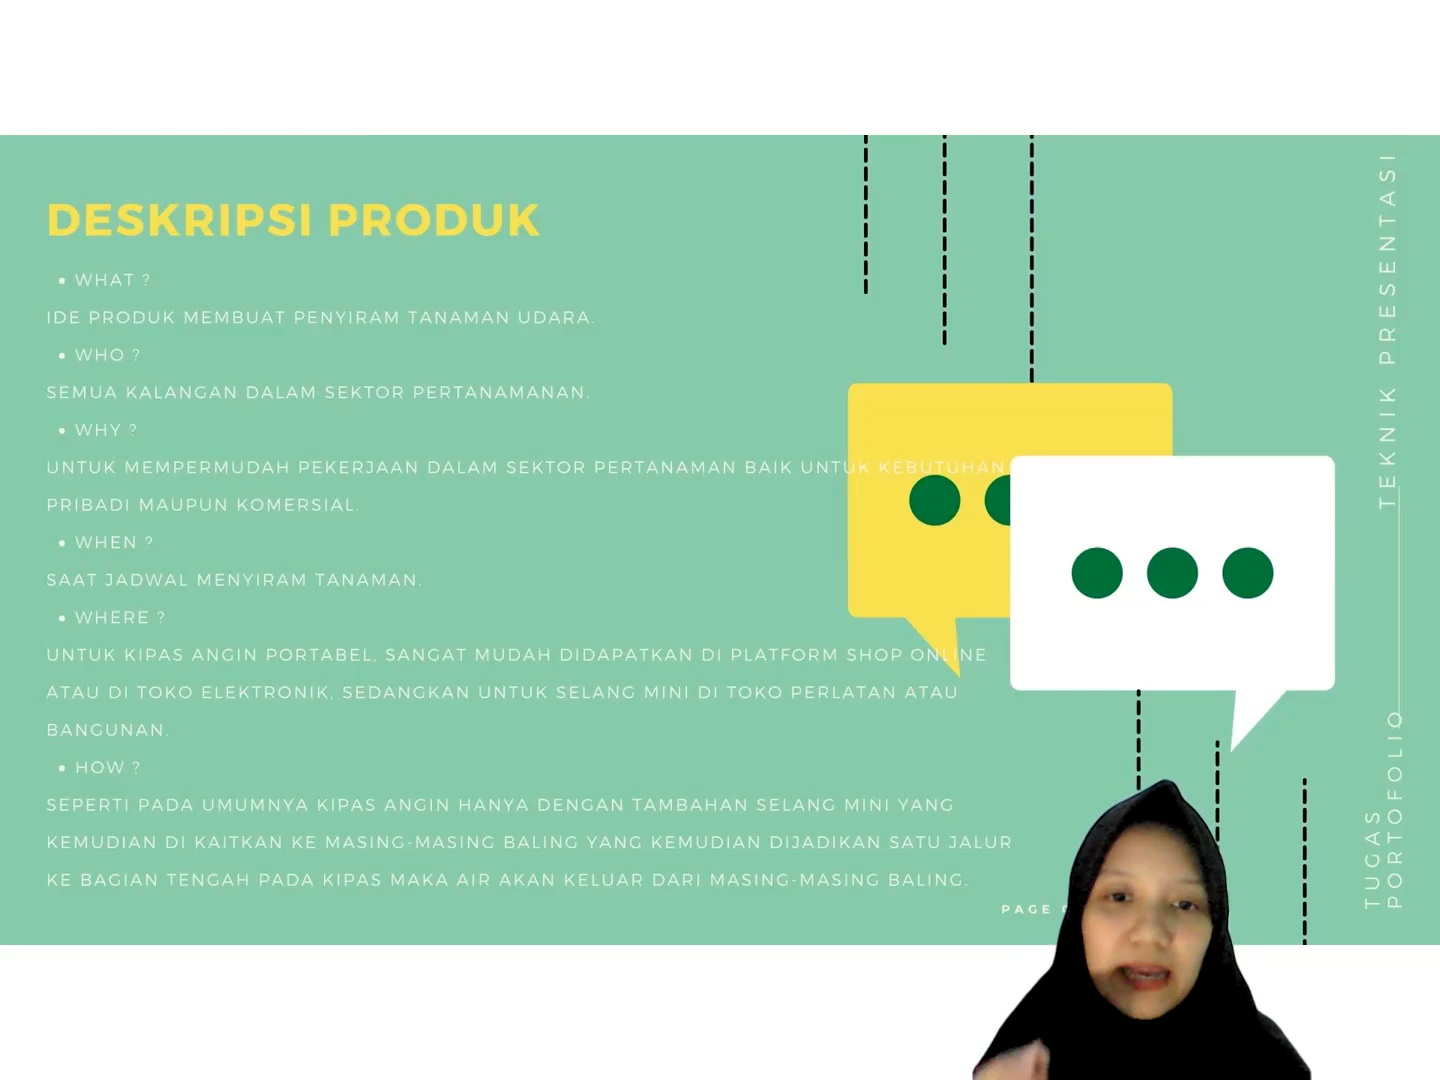 DESKRIPSI PRODUK
• WHAT ?
IDE PRODUK MEMBUAT PENYIRAM TANAMAN UDARA.
• WHO ?
SEMUA KALANGAN DALAM SEKTOR PERTANAMANAN.
• WHY ?
UNTUK MEMPERMUDAH PEKERJAAN DALAM SEKTOR PERTANAMAN BAIK UNTUK KEBUTUHAN
PRIBADI MAUPUN KOMERSIAL.
• WHEN ?
SAAT JADWAL MENYIRAM TANAMAN.
• WHERE ?
UNTUK KIPAS ANGIN PORTABEL, SANGAT MUDAH DIDAPATKAN DI PLATFORM SHOP ONLINE
ATAU DI TOKO ELEKTRONIK, SEDANGKAN UNTUK SELANG MINI DI TOKO PERLATAN ATAU
BANGUNAN.
• HOW ?
SEPERTI PADA UMUMNYA KIPAS ANGIN HANYA DENGAN TAMBAHAN SELANG MINI YANG
KEMUDIAN DI KAITKAN KE MASING-MASING BALING YANG KEMUDIAN DIJADIKAN SATU JALUR
KE BAGIAN TENGAH PADA KIPAS MAKA AIR AKAN KELUAR DARI MASING-MASING BALING.
PAGE
TEKNIK PRESENTASI
TUGAS
PORTOFOLIO